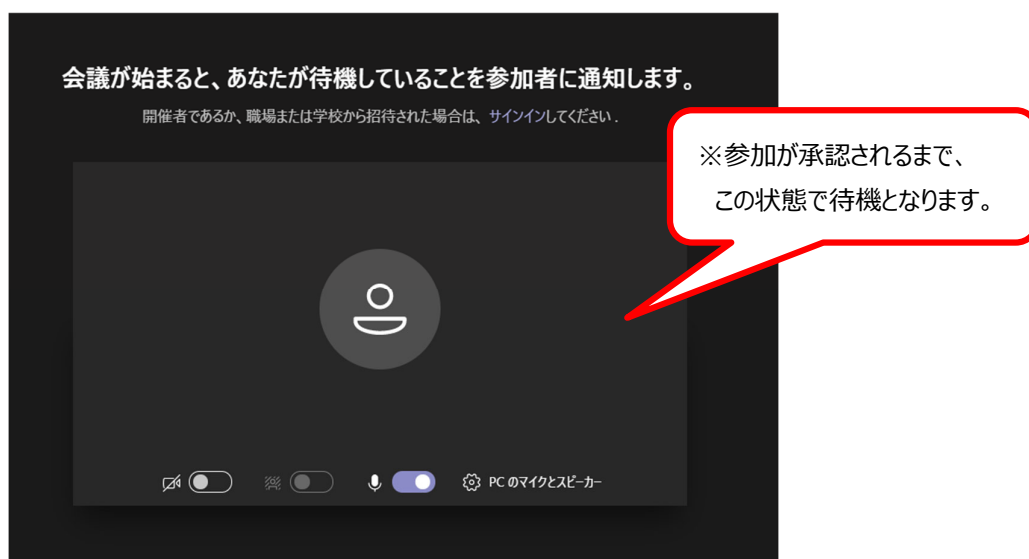 会議が始まると、あなたが待機していることを参加者に通知します。
開催者であるか、職場または学校から招待された場合は、サインインしてください.
※参加が承認されるまで、
この状態で待機となります。
PC のマイクとスピーカー